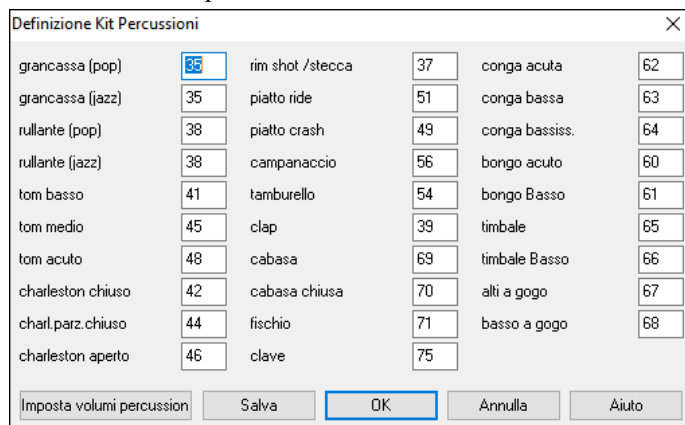 Definizione Kit Percussioni
grancassa (pop) 35 rim shot /stecca 37 conga acuta 62
grancassa (jazz) 35 piatto ride 51 conga bassa 63
rullante (pop) 38 piatto crash 49 conga bassiss. 64
rullante (jazz) 38 campanaccio 56 bongo acuto 60
tom basso 41 tamburello 54 bongo Basso 61
tom medio 45 clap 39 timbale 65
tom acuto 48 cabasa 69 timbale Basso 66
charleston chiuso 42 cabasa chiusa 70 alti a gogo 67
charl.parz.chiuso 44 fischio 71 basso a gogo 68
charleston aperto 46 clave 75
Imposta volumi percussion Salva OK Annulla Aiuto